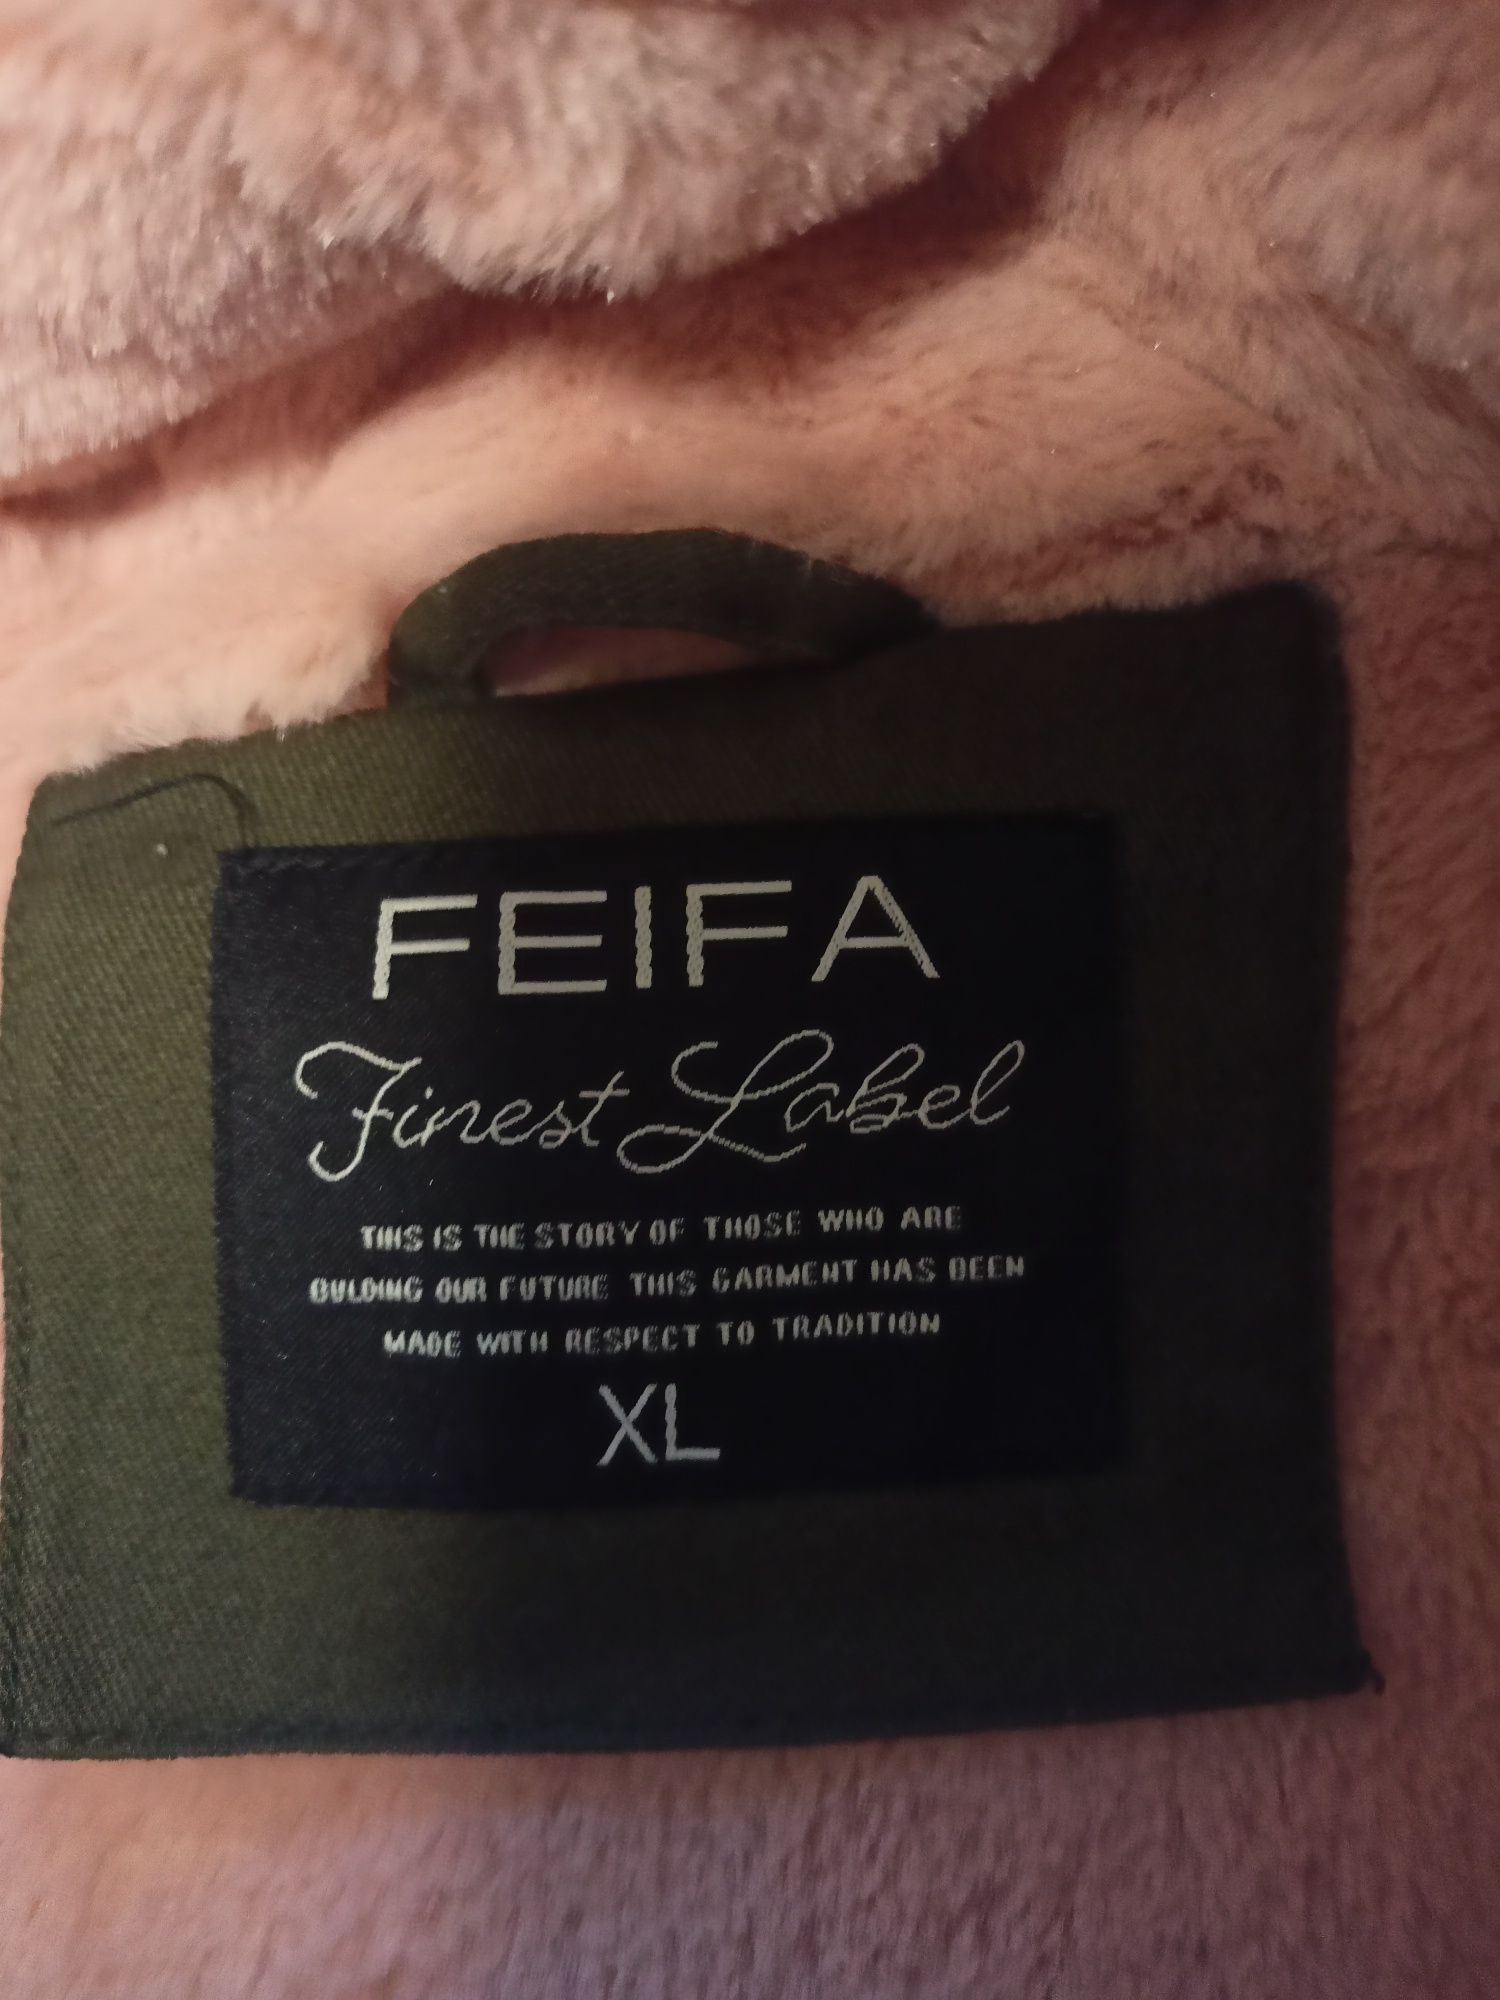 FEIFA
Finest Label
THIS IS THE STORY OF THOSE WHO ARE
BULDING OUR FUTURE THIS GARMENT HAS BEEN
MADE WITH RESPECT TO TRADITION
XL